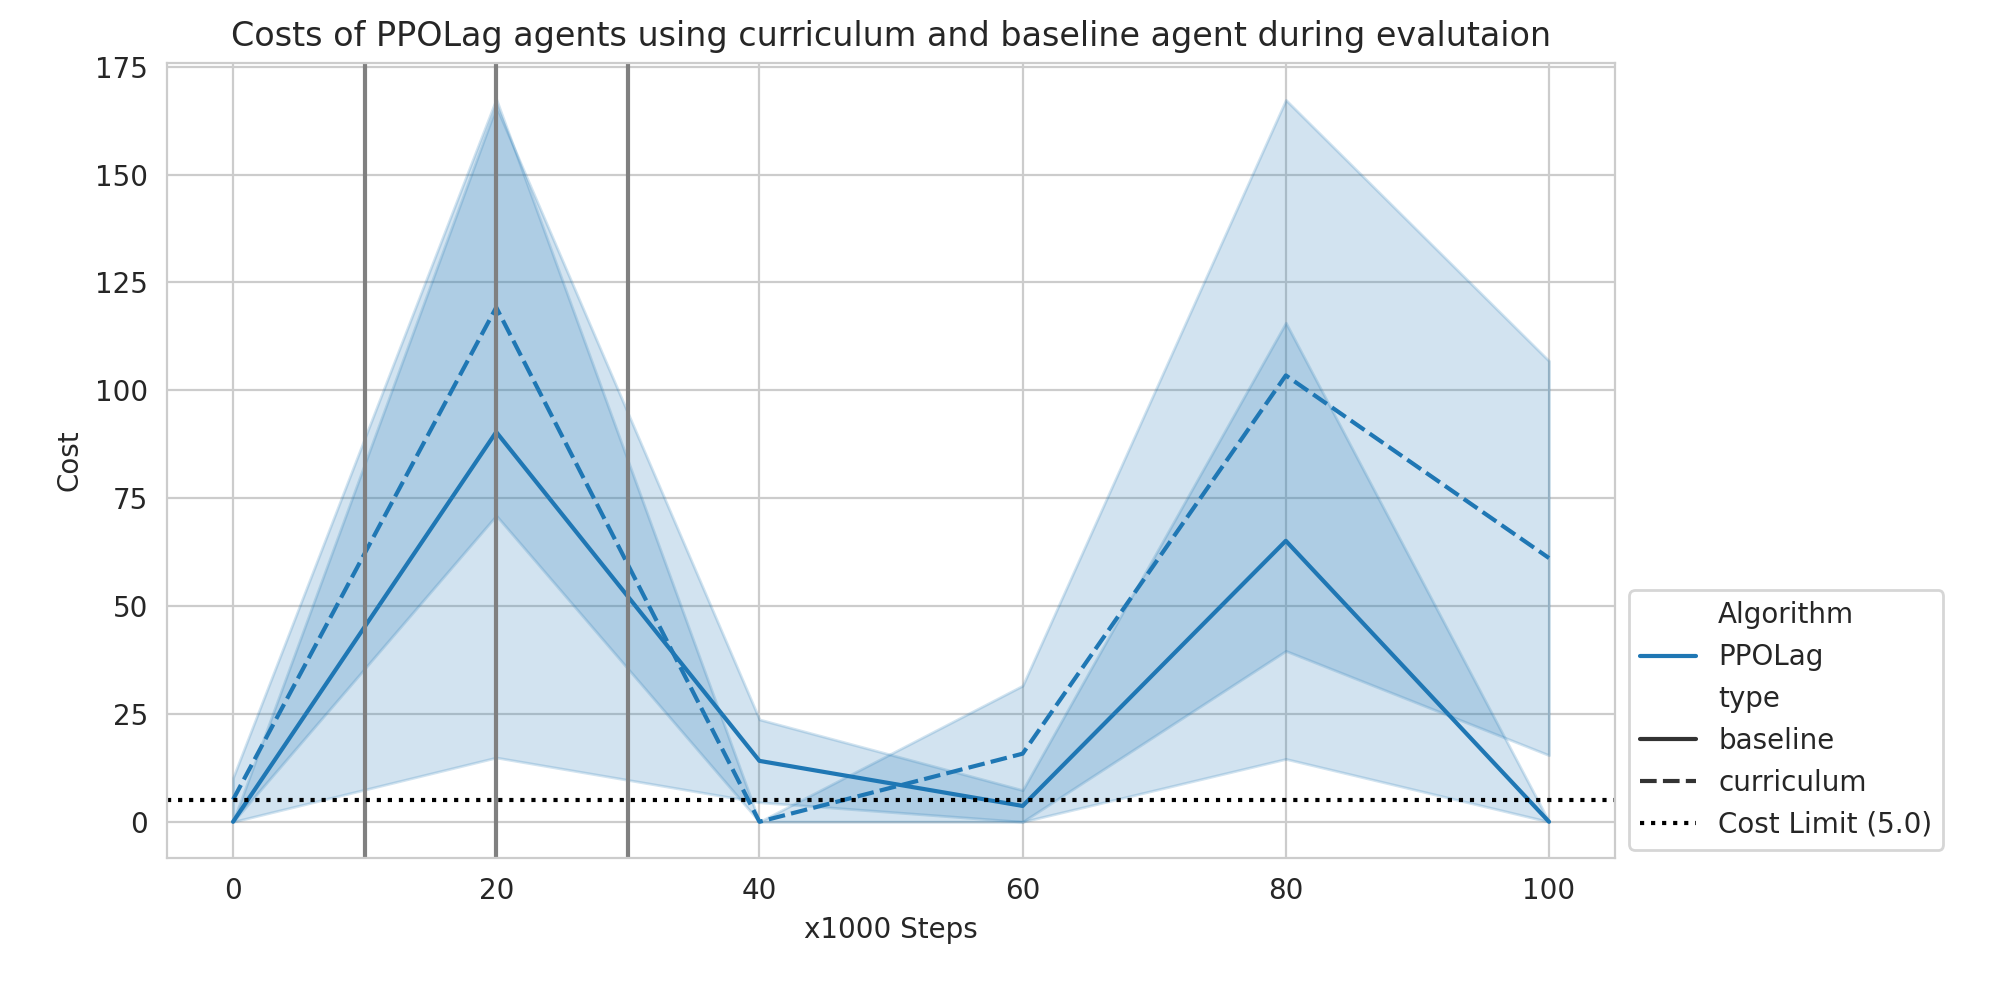 Costs of PPOLag agents using curriculum and baseline agent during evalutaion
175
150
125
100
75
50
25
0
Cost
0 20 40 60 80 100
x1000 Steps
Algorithm
PPOLag
type
baseline
curriculum
Cost Limit (5.0)